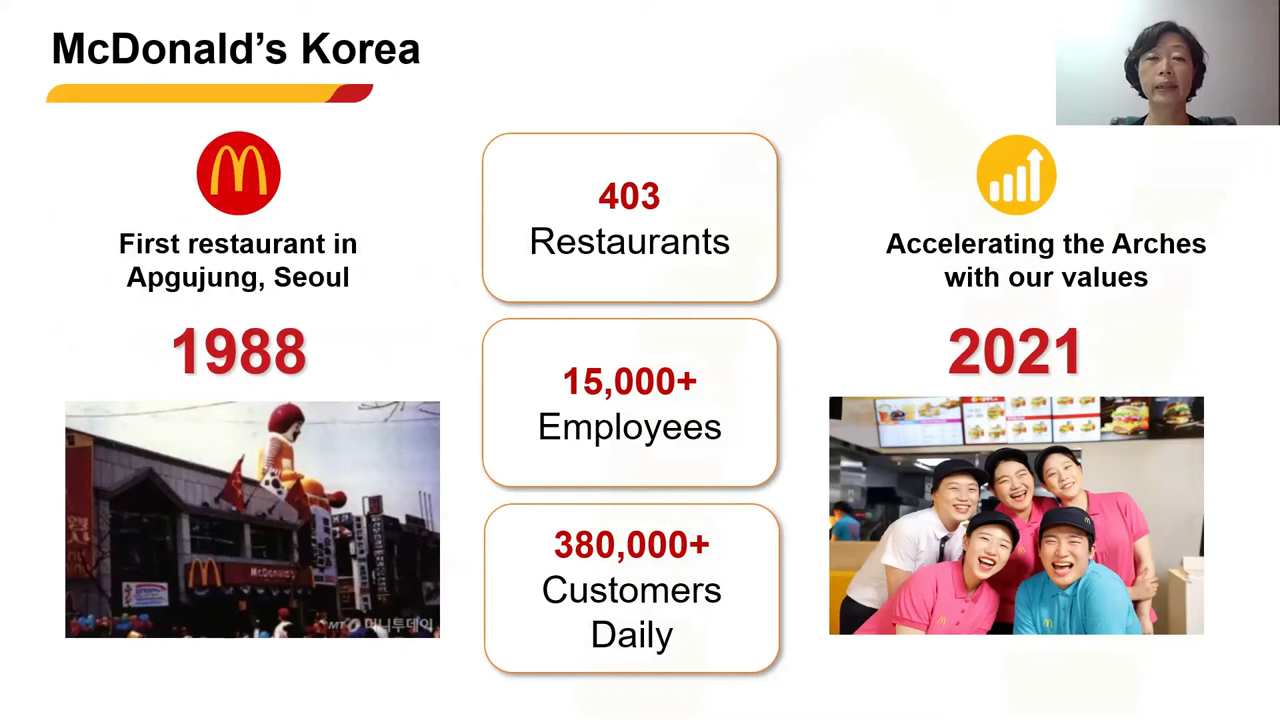 McDonald’s Korea
First restaurant in
Apgujung, Seoul
1988
McDonald's
MT 머니투데이
403
Restaurants
15,000+
Employees
380,000+
Customers
Daily
Accelerating the Arches
with our values
2021